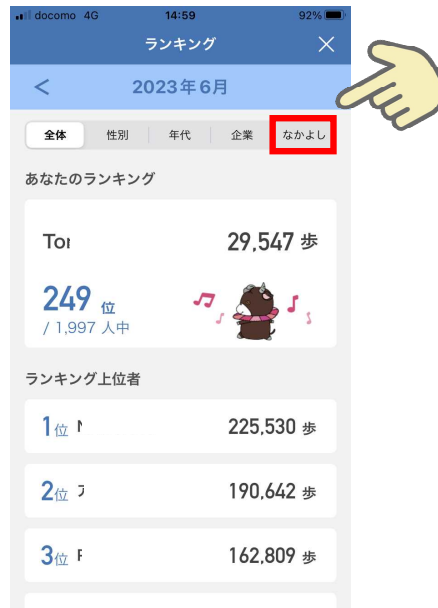 docomo 4G 14:59 92%
ランキング
2023年6月
全体 性別 年代 企業 なかよし
あなたのランキング
29,547 歩
249 位
/ 1,997 人中
ランキング上位者
1位 225,530 歩
2位 190,642 歩
3位 162,809 歩